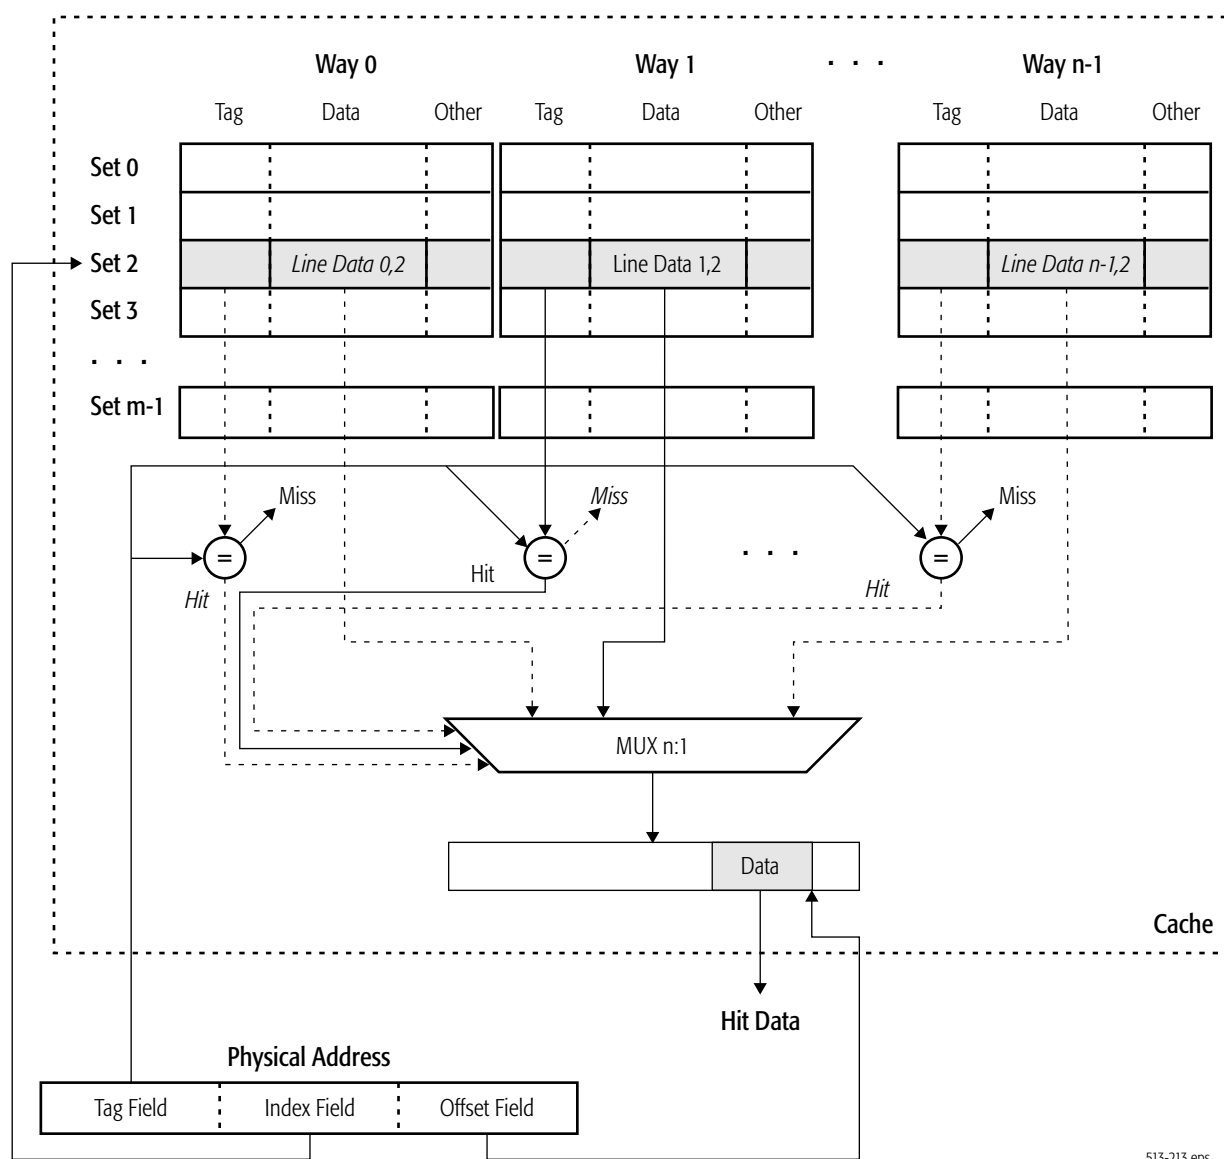 Way 0 Way 1 . . . Way n-1
Tag Data Other Tag Data Other Tag Data Other
Set 0
Set 1
Set 2 Line Data 0,2 Line Data 1,2 Line Data n-1,2
Set 3
. . .
Set m-1
Miss Miss Miss
= = . . . =
Hit Hit Hit
MUX n:1
Data
Cache
Hit Data
Physical Address
Tag Field Index Field Offset Field
513-213.eps